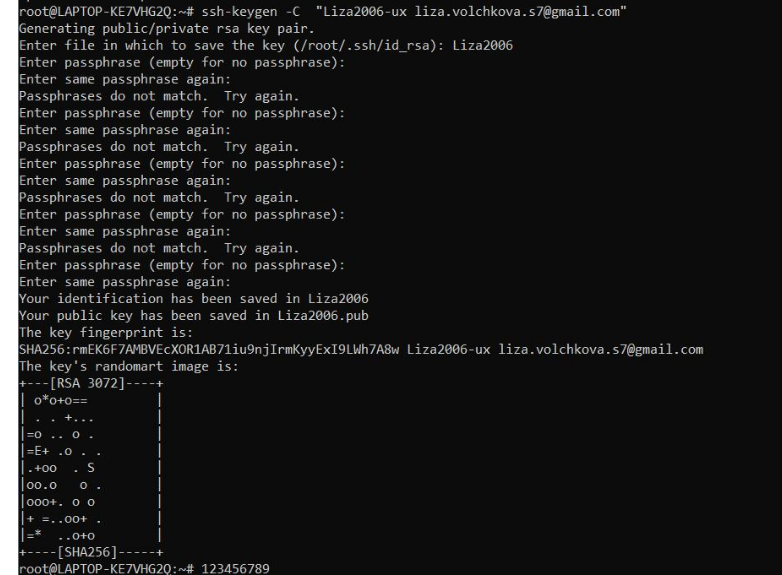 root@LAPTOP-KE7VHG2Q:~# ssh-keygen -C  "Liza2006-ux liza.volchkova.s7@gmail.com"
Generating public/private rsa key pair.
Enter file in which to save the key (/root/.ssh/id_rsa): Liza2006
Enter passphrase (empty for no passphrase):
Enter same passphrase again:
Passphrases do not match.  Try again.
Enter passphrase (empty for no passphrase):
Enter same passphrase again:
Passphrases do not match.  Try again.
Enter passphrase (empty for no passphrase):
Enter same passphrase again:
Passphrases do not match.  Try again.
Enter passphrase (empty for no passphrase):
Enter same passphrase again:
Passphrases do not match.  Try again.
Enter passphrase (empty for no passphrase):
Enter same passphrase again:
Your identification has been saved in Liza2006
Your public key has been saved in Liza2006.pub
The key fingerprint is:
SHA256:rmEK6F7AMBVEcXOR1AB71iu9njIrmKyyExI9LWh7A8w Liza2006-ux liza.volchkova.s7@gmail.com
The key's randomart image is:
+---[RSA 3072]----+
| o*o+o==         |
| . . +...        |
|=o .. o .        |
|=E+ .o . .       |
|.+oo  . S        |
|oo.o   o .       |
|ooo+. o o        |
|+ =..oo+ .       |
|=*  ..o+o        |
+----[SHA256]-----+
root@LAPTOP-KE7VHG2Q:~# 123456789